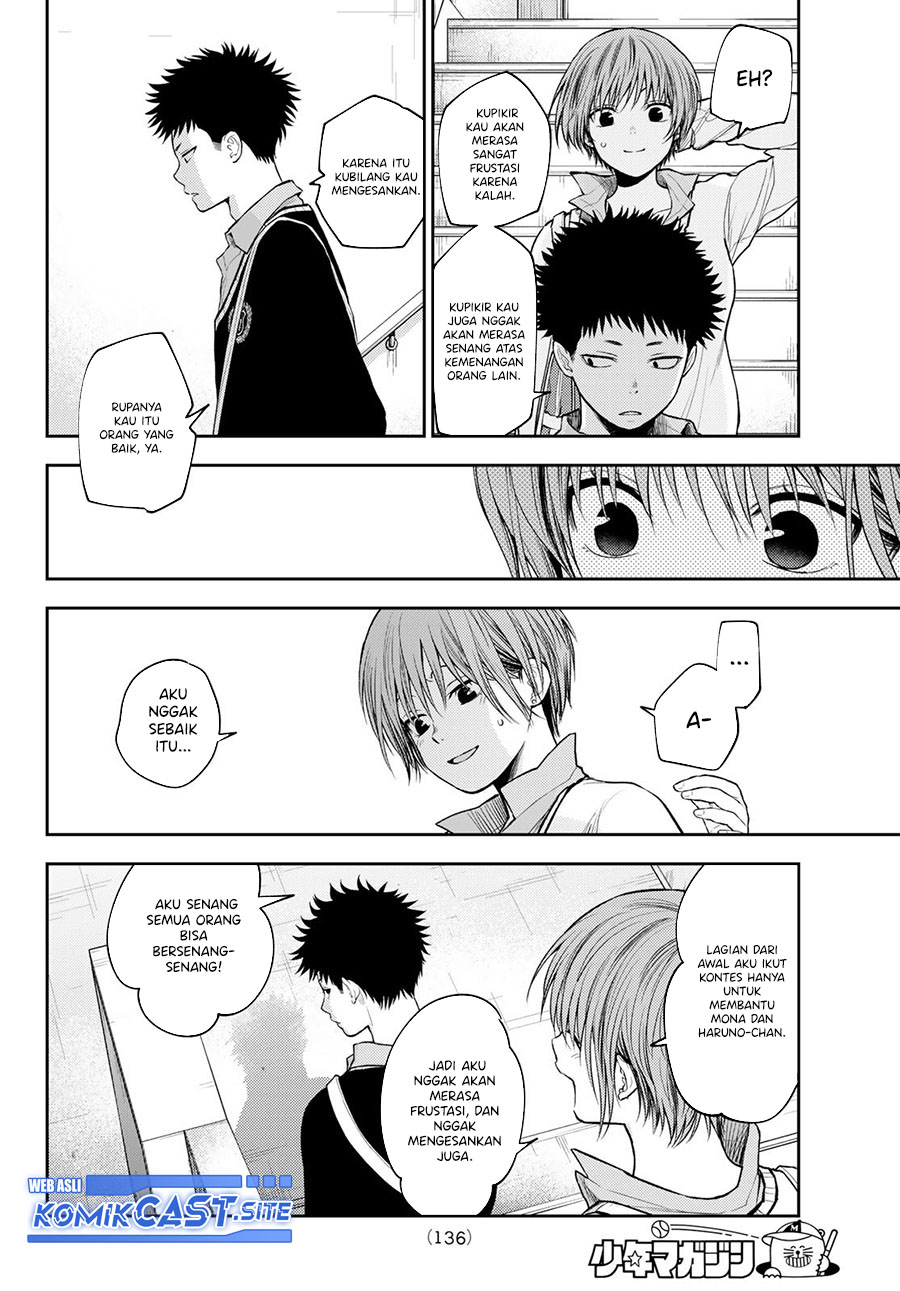 EH?
KUPIKIR
KAU AKAN
MERASA
SANGAT
FRUSTASI
KARENA
KALAH.
KUPIKIR KAU
JUGA NGGAK
AKAN MERASA
SENANG ATAS
KEMENANGAN
ORANG LAIN.
KARENA ITU
KUBILANG KAU
MENGESANKAN.
RUPANYA
KAU ITU
ORANG YANG
BAIK, YA.
...
A-
AKU
NGGAK
SEBAIK
ITU...
LAGIAN DARI
AWAL AKU IKUT
KONTES HANYA
UNTUK
MEMBANTU
MONA DAN
HARUNO-CHAN.
JADI AKU
NGGAK AKAN
MERASA
FRUSTASI, DAN
NGGAK
MENGESANKAN
JUGA.
AKU SENANG
SEMUA ORANG
BISA
BERSENANG-
SENANG!
WEB ASLI
KOMIKCAST.SITE
(136)
少年マガジン
M